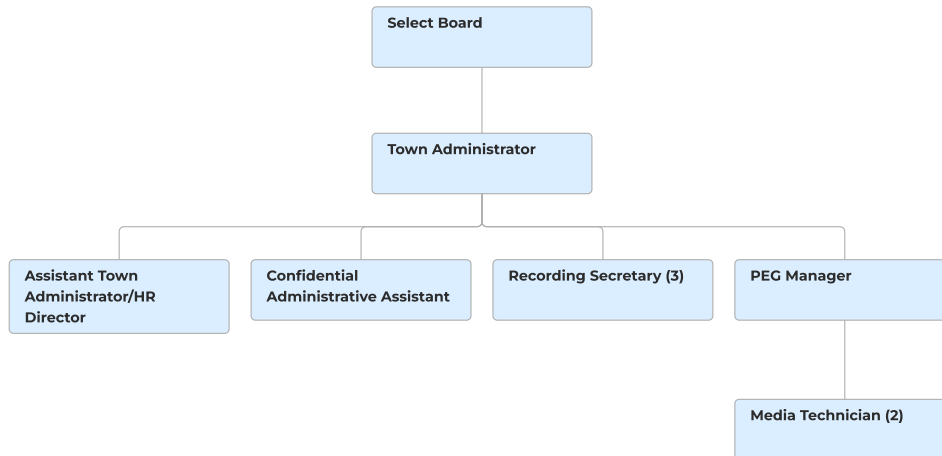 Select Board
Town Administrator
Assistant Town
Administrator/HR
Director
Confidential
Administrative Assistant
Recording Secretary (3)
PEG Manager
Media Technician (2)